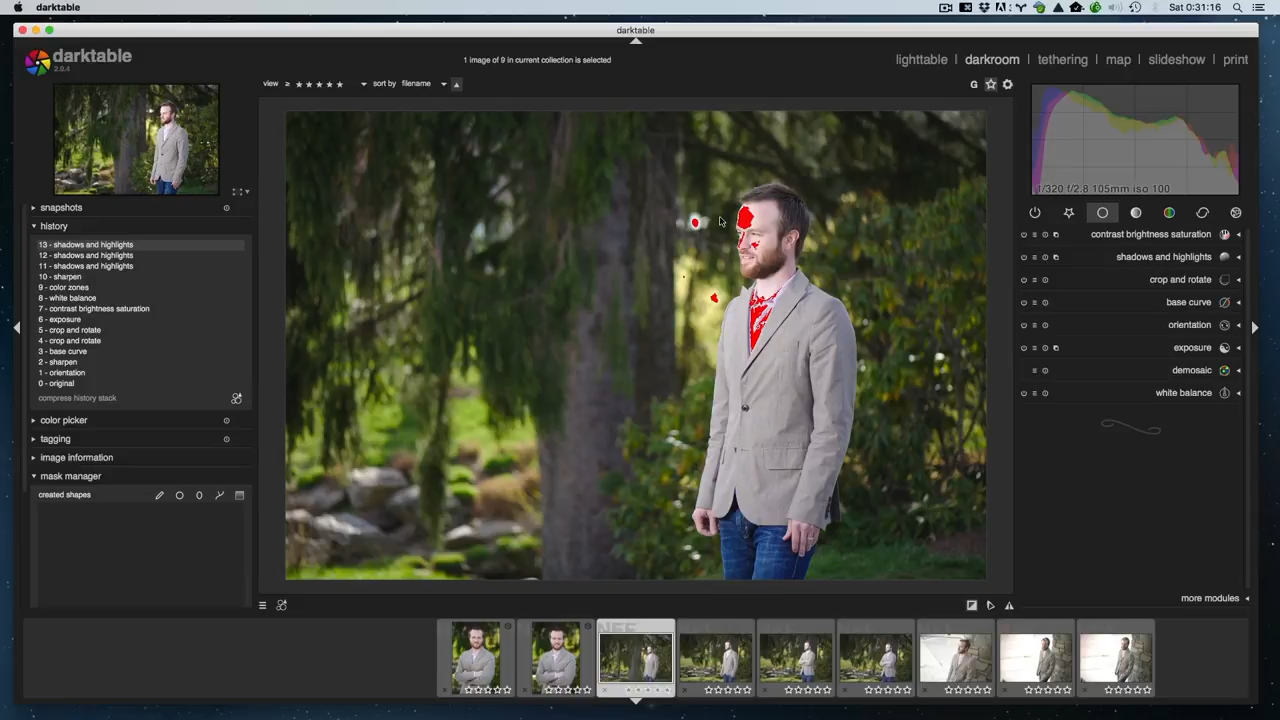 darktable
Sat 0:31:16
darktable
darktable
2.0.4
1 image of 9 in current collection is selected
lighttable | darkroom | tethering | map | slideshow | print
view ≥ ★ ★ ★ ★ ★ sort by filename
G
1/320 f/2.8 105mm iso 100
snapshots
history
13 - shadows and highlights
12 - shadows and highlights
11 - shadows and highlights
10 - sharpen
9 - color zones
8 - white balance
7 - contrast brightness saturation
6 - exposure
5 - crop and rotate
4 - crop and rotate
3 - base curve
2 - sharpen
1 - orientation
0 - original
compress history stack
color picker
tagging
image information
mask manager
created shapes
contrast brightness saturation
shadows and highlights
crop and rotate
base curve
orientation
exposure
demosaic
white balance
more modules
NEF